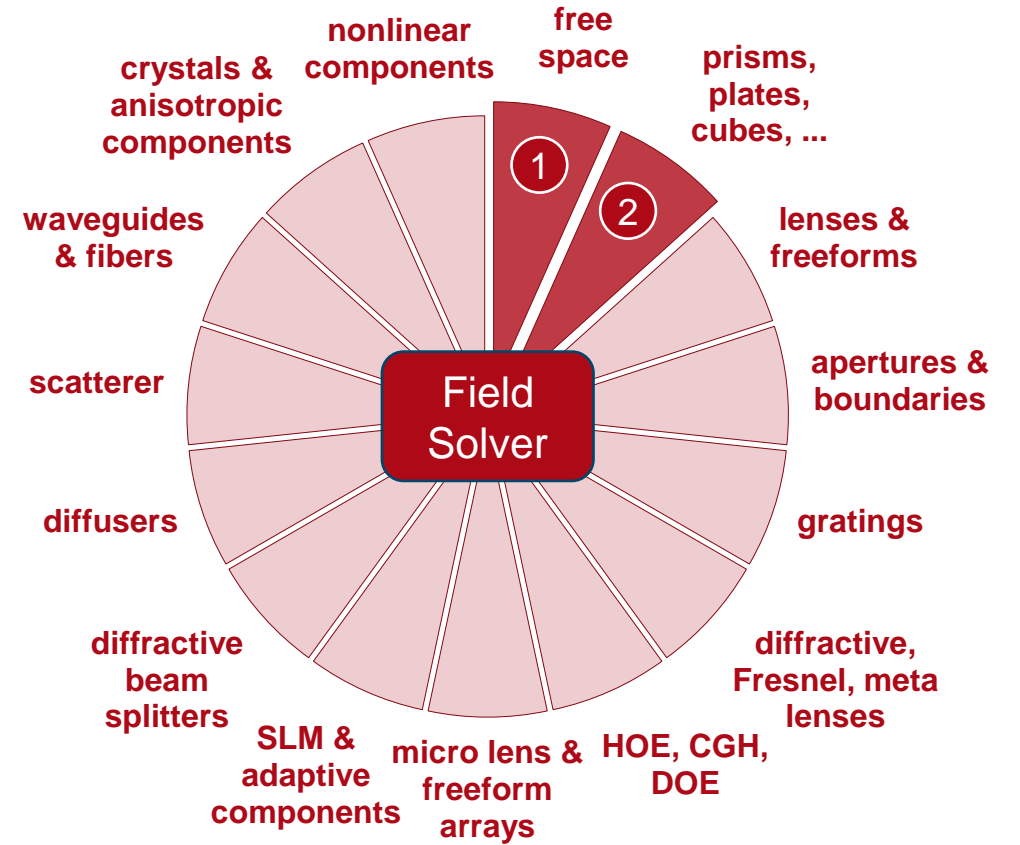 free
space
1
prisms,
plates,
cubes, ...
2
lenses &
freeforms
apertures &
boundaries
gratings
diffractive,
Fresnel, meta
lenses
HOE, CGH,
DOE
micro lens &
freeform
arrays
SLM &
adaptive
components
diffractive
beam
splitters
diffusers
scatterer
waveguides
& fibers
crystals &
anisotropic
components
nonlinear
components
Field
Solver